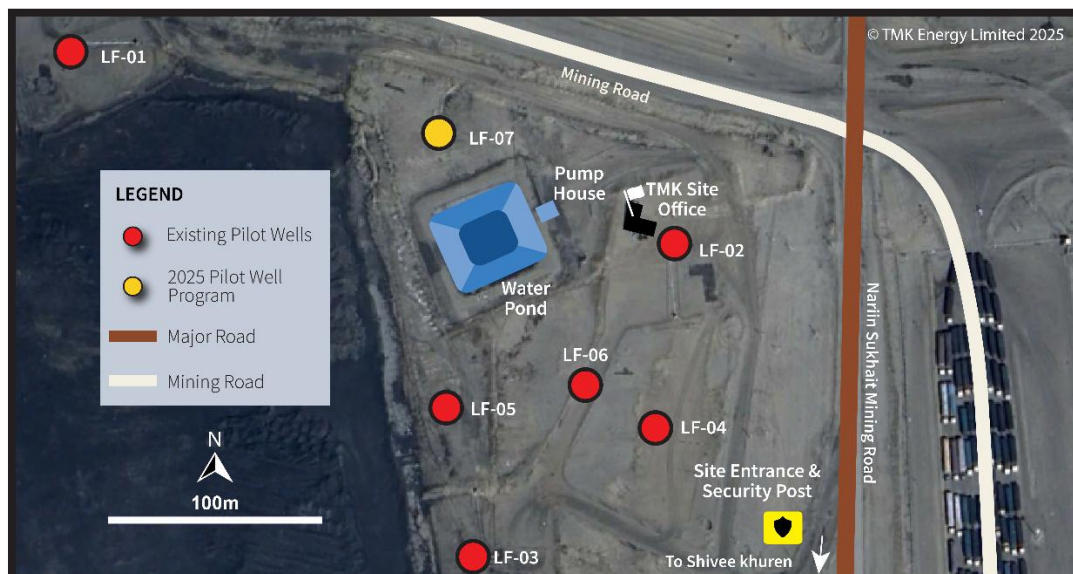 © TMK Energy Limited 2025
LF-01
Mining Road
LF-07
Pump
House
TMK Site
Office
LF-02
Water
Pond
LEGEND
Existing Pilot Wells
2025 Pilot Well
Program
Major Road
Mining Road
N
100m
LF-06
LF-05
LF-04
Nariin Sukhait Mining Road
Site Entrance &
Security Post
LF-03
To Shivee khuren